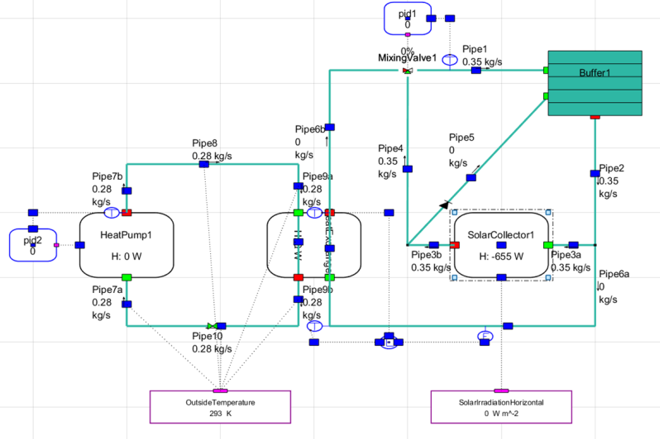 pid1
0
0%
MixingValve1
Pipe1
0.35 kg/s
Buffer1
Pipe6b
0
kg/s
Pipe8
0.28 kg/s
Pipe4
0.35
kg/s
Pipe5
0
kg/s
Pipe2
0.35
kg/s
Pipe7b
0.28
kg/s
Pipe9a
0.28
kg/s
pid2
0
HeatPump1
H: 0 W
SolarCollector1
H: -655 W
Pipe3b
0.35 kg/s
Pipe3a
0.35 kg/s
Pipe6a
0
kg/s
Pipe7a
0.28
kg/s
Pipe9b
0.28
kg/s
Pipe10
0.28 kg/s
OutsideTemperature
293 K
SolarIrradiationHorizontal
0 W m^-2